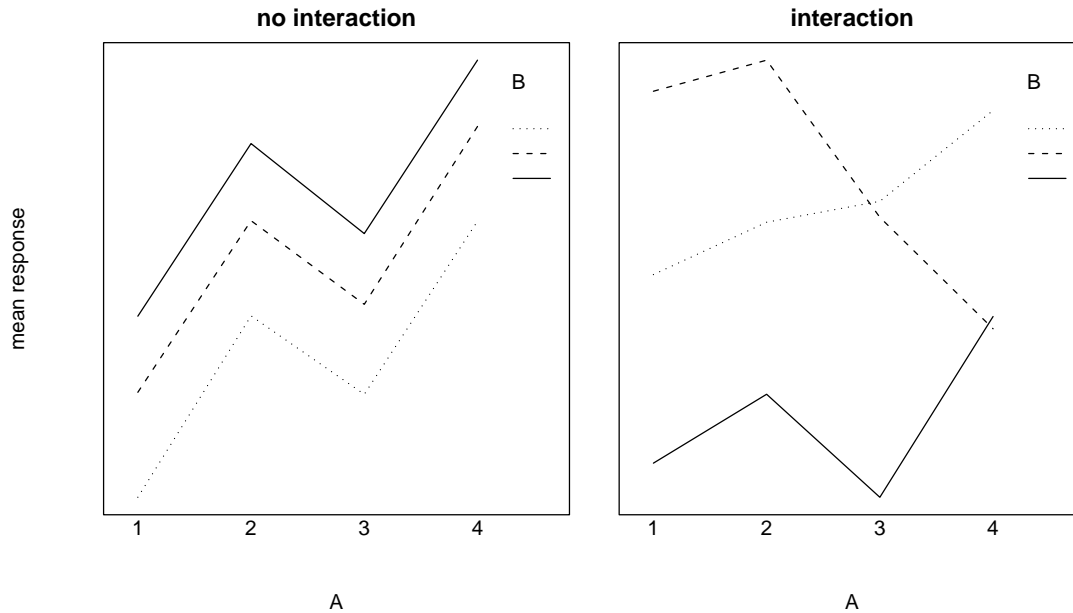 no interaction
interaction
B
B
mean response
1 2 3 4
1 2 3 4
A
A